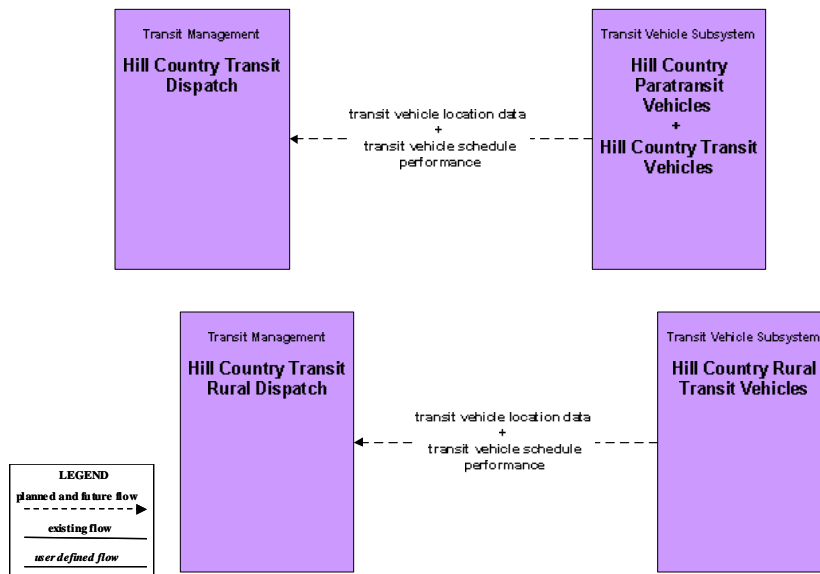 Transit Management
Hill Country Transit
Dispatch
transit vehicle location data
+
transit vehicle schedule
performance
Transit Vehicle Subsystem
Hill Country
Paratransit
Vehicles
+
Hill Country Transit
Vehicles
Transit Management
Hill Country Transit
Rural Dispatch
transit vehicle location data
+
transit vehicle schedule
performance
Transit Vehicle Subsystem
Hill Country Rural
Transit Vehicles
LEGEND
planned and future flow
existing flow
user defined flow